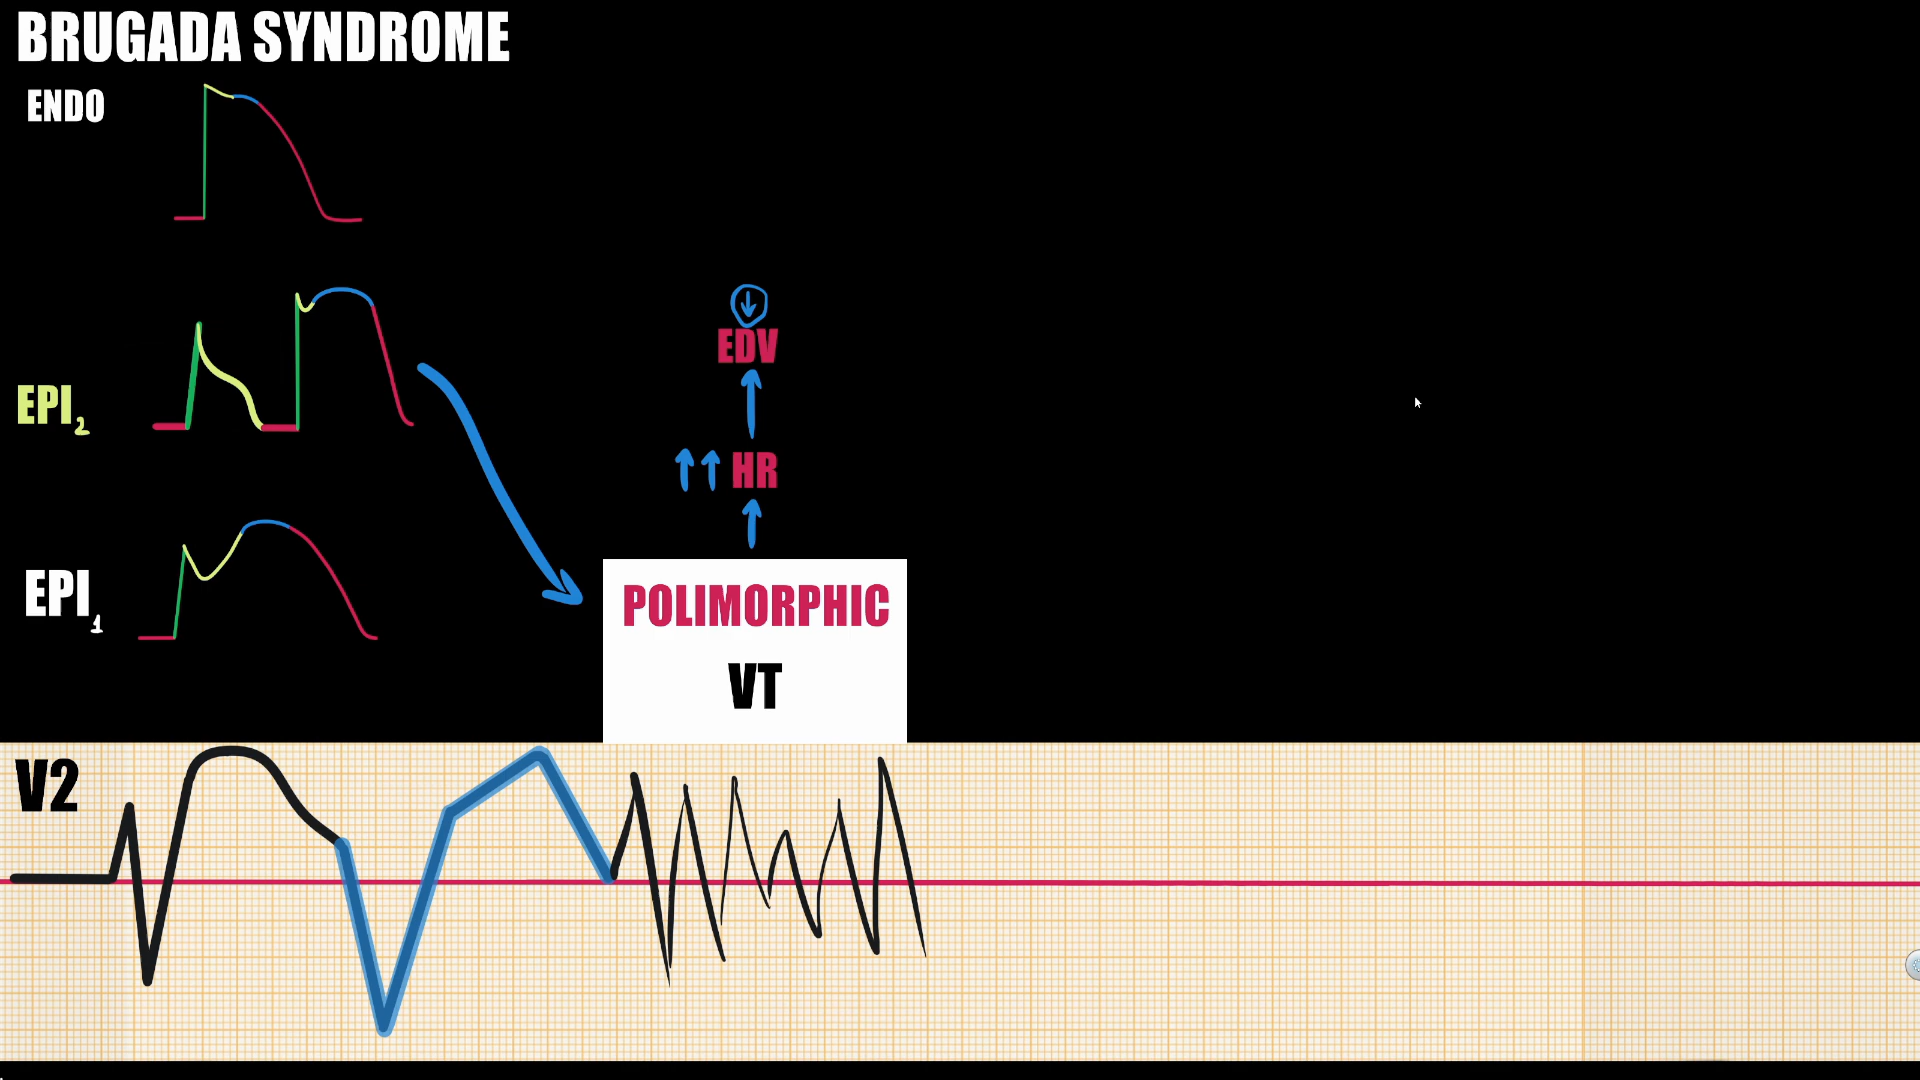 BRUGADA SYNDROME
ENDO
EPI2
EPI1
↓
EDV
↑
↑↑ HR
↑
POLIMORPHIC
VT
V2